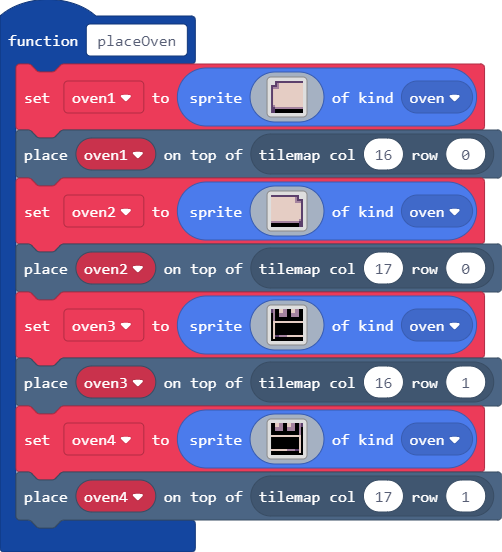 function placeOven
set oven1 to sprite of kind oven
place oven1 on top of tilemap col 16 row 0
set oven2 to sprite of kind oven
place oven2 on top of tilemap col 17 row 0
set oven3 to sprite of kind oven
place oven3 on top of tilemap col 16 row 1
set oven4 to sprite of kind oven
place oven4 on top of tilemap col 17 row 1